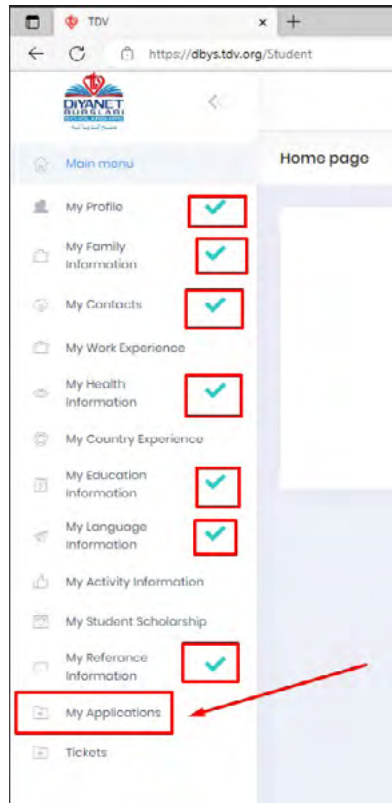 TDV
https://dbys.tdv.org/Student
DIYANET
BURSLARI
Main menu
Home page
My Profile
My Family
Information
My Contacts
My Work Experience
My Health
Information
My Country Experience
My Education
Information
My Language
Information
My Activity Information
My Student Scholarship
My Referance
Information
My Applications
Tickets